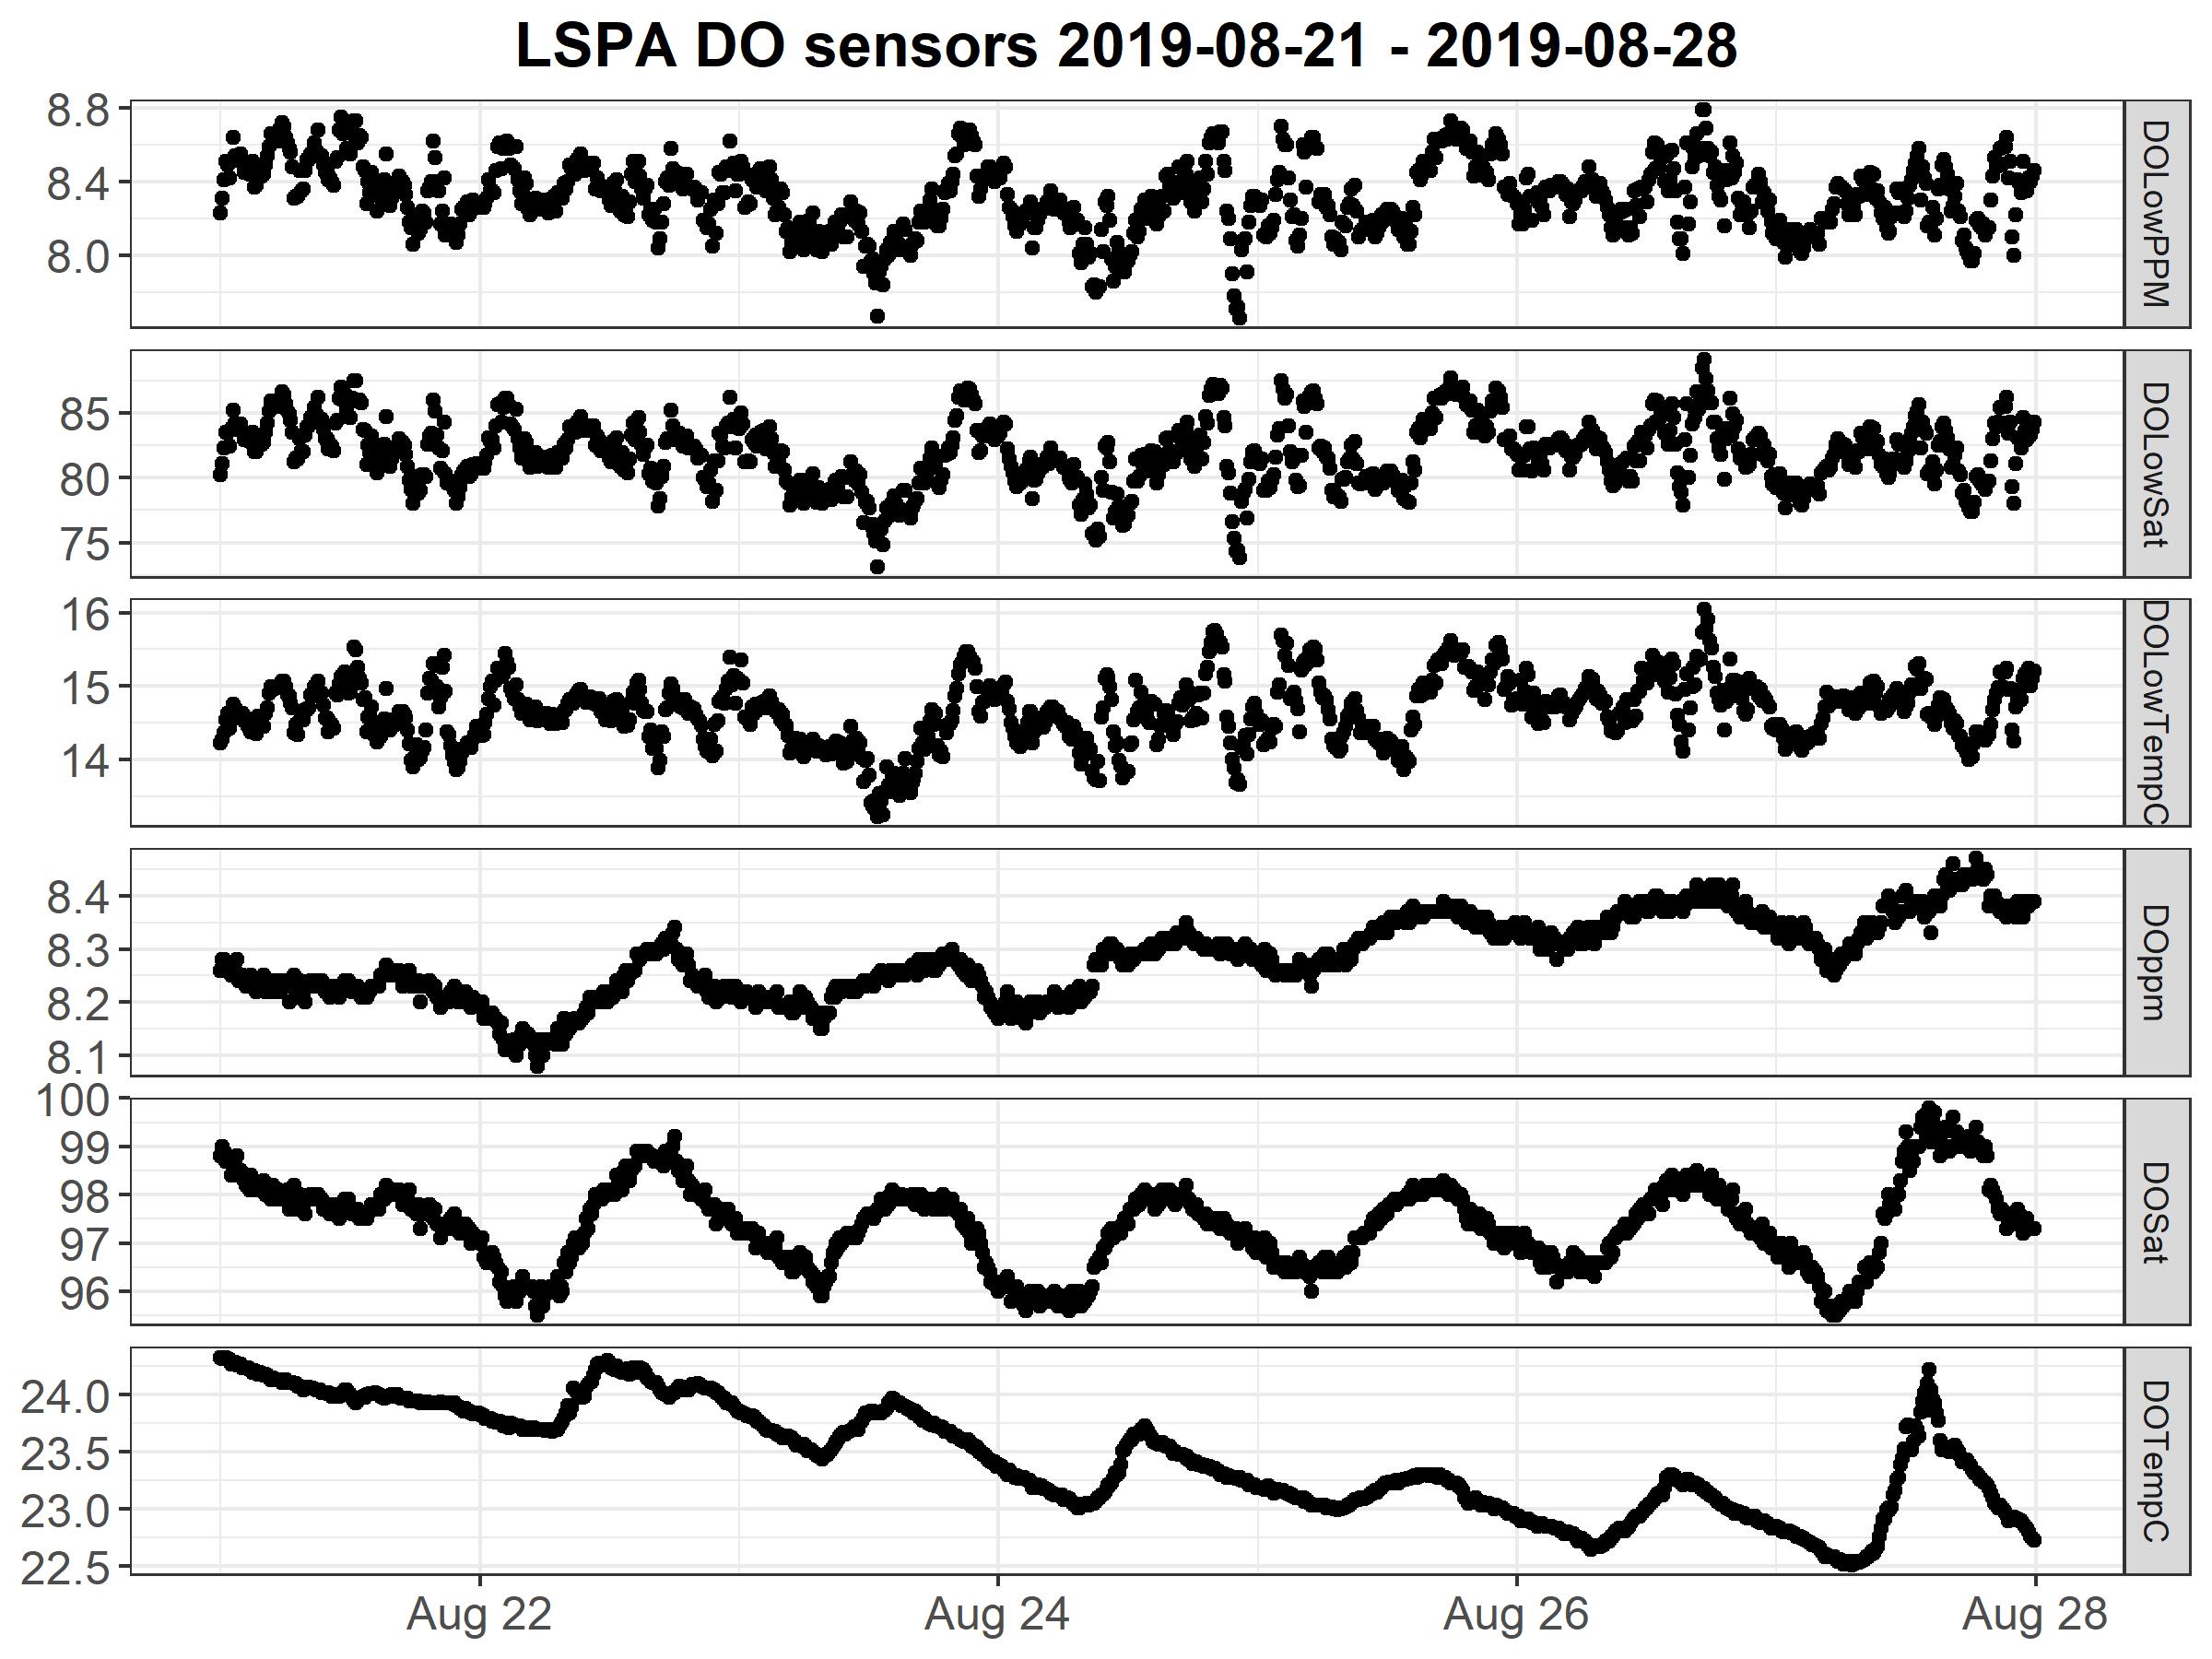 LSPA DO sensors 2019-08-21 - 2019-08-28
8.8
8.4
8.0
DOLowPPM
85
80
75
DOLowSat
16
15
14
DOLowTempC
8.4
8.3
8.2
8.1
DOppm
100
99
98
97
96
DOSat
24.0
23.5
23.0
22.5
DOTempC
Aug 22 Aug 24 Aug 26 Aug 28